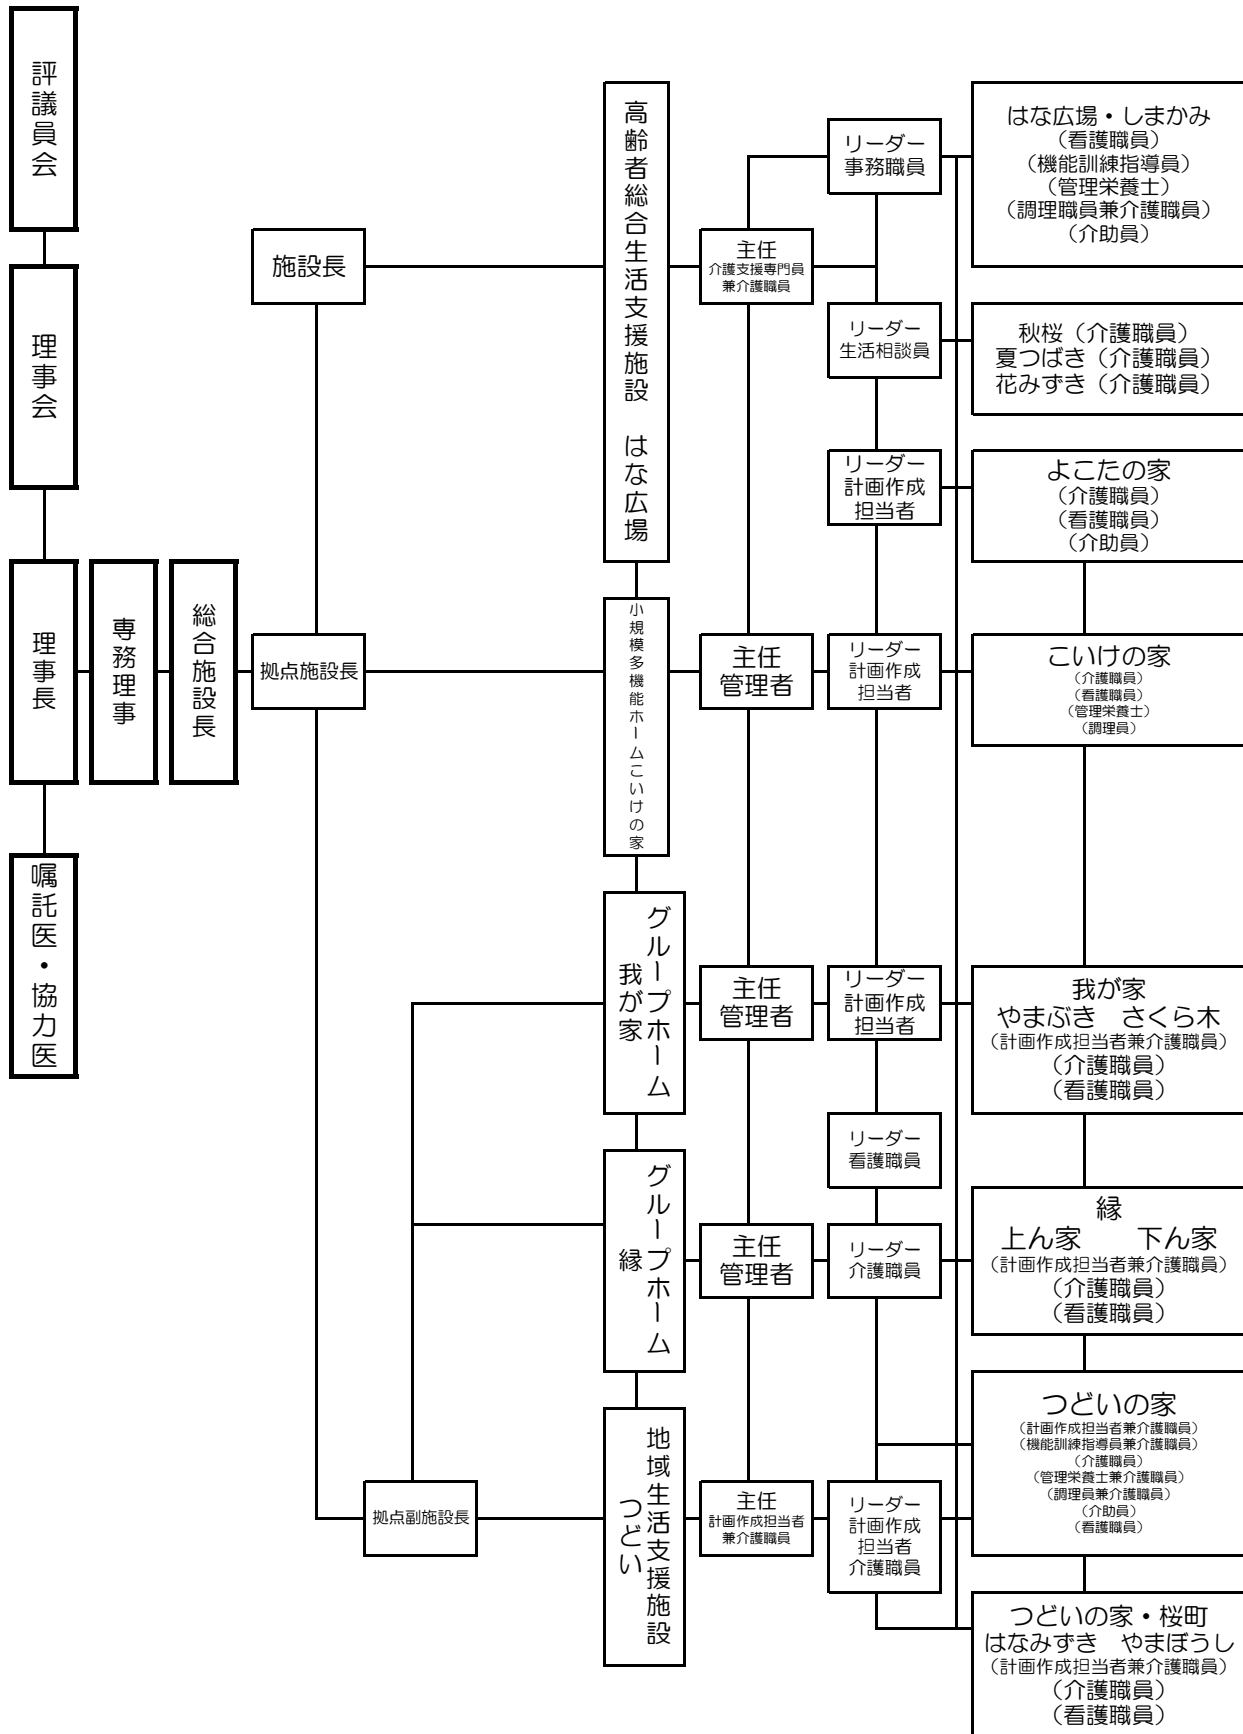 評議員会
理事会
理事長
嘱託医・協力医
専務理事
総合施設長
施設長
拠点施設長
拠点副施設長
高齢者総合生活支援施設　はな広場
小規模多機能ホームこいけの家
グループホーム
我が家
グループホーム
縁
地域生活支援施設
つどい
主任
介護支援専門員
兼介護職員
主任
管理者
主任
管理者
主任
管理者
主任
計画作成担当者
兼介護職員
リーダー
事務職員
リーダー
生活相談員
リーダー
計画作成
担当者
リーダー
計画作成
担当者
リーダー
計画作成
担当者
リーダー
看護職員
リーダー
介護職員
リーダー
計画作成
担当者
介護職員
はな広場・しまかみ
（看護職員）
（機能訓練指導員）
（管理栄養士）
（調理職員兼介護職員）
（介助員）
秋桜（介護職員）
夏つばき（介護職員）
花みずき（介護職員）
よこたの家
（介護職員）
（看護職員）
（介助員）
こいけの家
（介護職員）
（看護職員）
（管理栄養士）
（調理員）
我が家
やまぶき　さくら木
（計画作成担当者兼介護職員）
（介護職員）
（看護職員）
縁
上ん家　　下ん家
（計画作成担当者兼介護職員）
（介護職員）
（看護職員）
つどいの家
（計画作成担当者兼介護職員）
（機能訓練指導員兼介護職員）
（介護職員）
（管理栄養士兼介護職員）
（調理員兼介護職員）
（介助員）
（看護職員）
つどいの家・桜町
はなみずき　やまぼうし
（計画作成担当者兼介護職員）
（介護職員）
（看護職員）